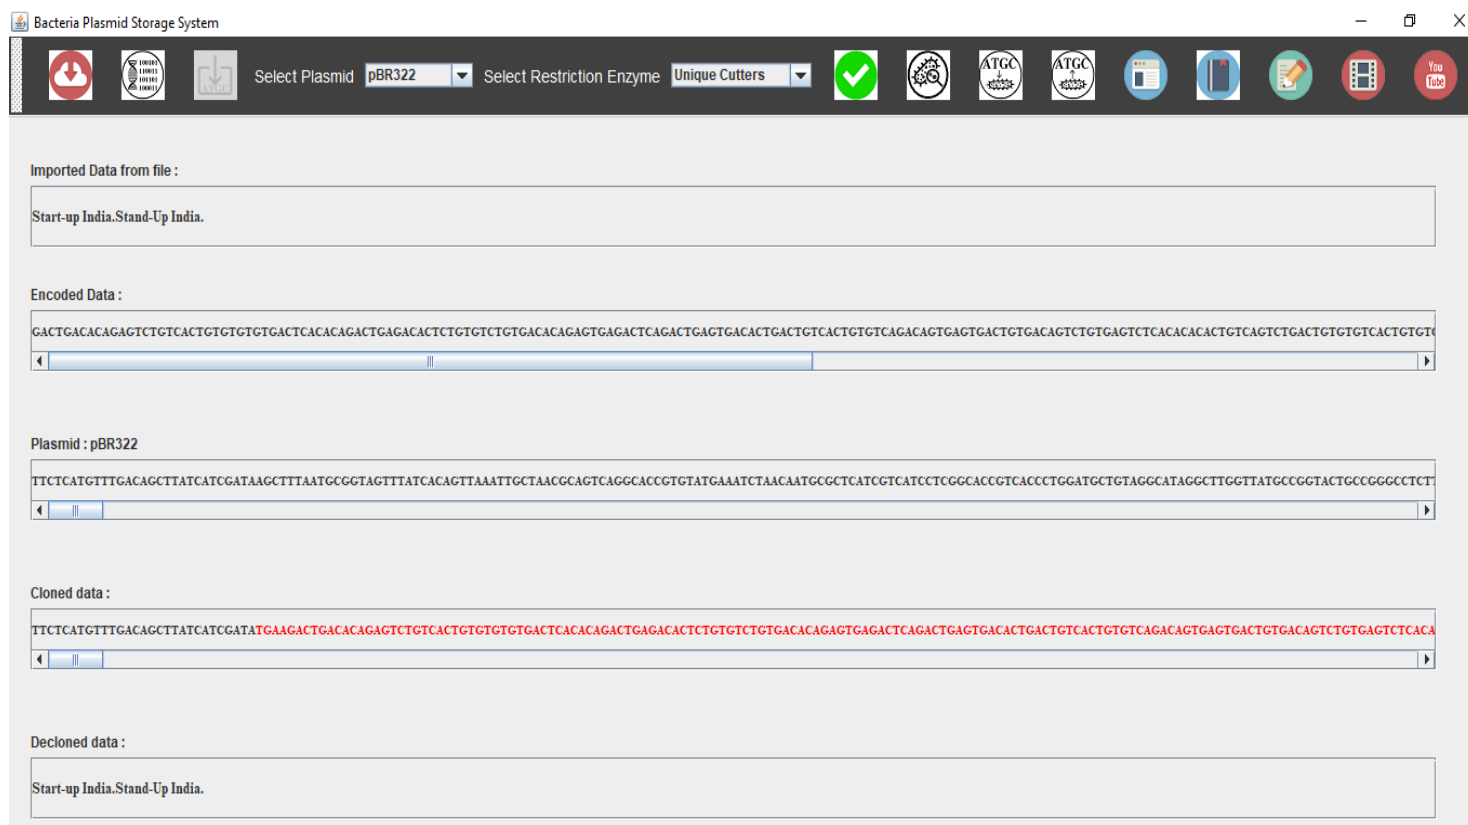 Bacteria Plasmid Storage System
Select Plasmid pBR322 Select Restriction Enzyme Unique Cutters ATGC ATGC You Tube
Imported Data from file :
Start-up India.Stand-Up India.
Encoded Data :
GACTGACACAGAGTCTGTCACTGTGTGTGTGACTCACACAGACTGAGACACTCTGTGTCTGTGACACAGAGTGAGACTCAGACTGAGTGACACTGACTGTCACTGTGTCAGACAGTGAGTGACTGTGACAGTCTGTGAGTCTCACACACACTGTCAGTCTGACTGTGTGTCACTGTGT
Plasmid : pBR322
TTCTCATGTTTGACAGCTTATCATCGATAAGCTTTAATGCGGTAGTTTATCACAGTTAAATTGCTAACGCAGTCAGGCACCGTGTATGAAATCTAACAATGCGCTCATCGTCATCCTCGGCACCGTCACCCTGGATGCTGTAGGCATAGGCTTGGTTATGCCGGTACTGCCGGGCCTCTT
Cloned data :
TTCTCATGTTTGACAGCTTATCATCGATATGAAGACTGACACAGAGTCTGTCACTGTGTGTGTGACTCACACAGACTGAGACACTCTGTGTCTGTGACACAGAGTGAGACTCAGACTGAGTGACACTGACTGTCACTGTGTCAGACAGTGAGTGACTGTGACAGTCTGTGAGTCTCACA
Decloned data :
Start-up India.Stand-Up India.